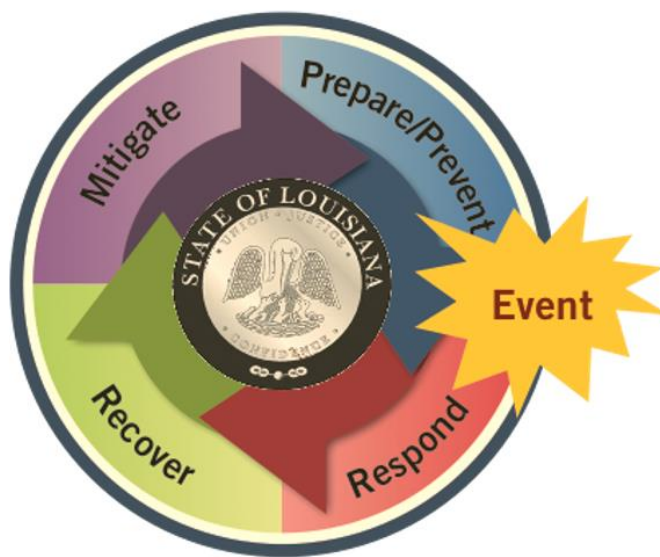 Mitigate
Prepare/Prevent
STATE OF LOUISIANA
UNION · JUSTICE
CONFIDENCE
Event
Recover
Respond